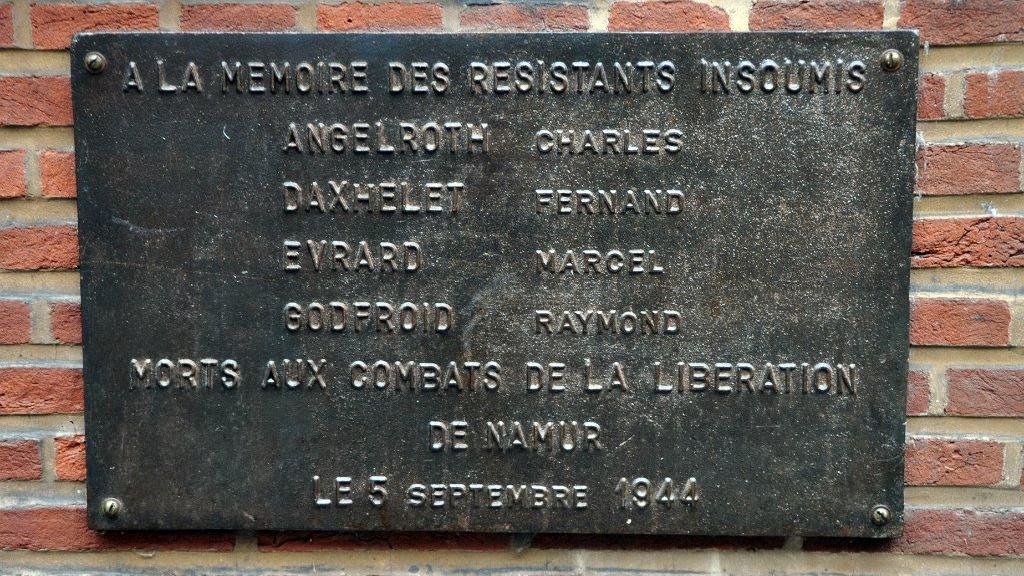 A LA MEMOIRE DES RESISTANTS INSOUMIS
ANGELROTH CHARLES
DAXHELET FERNAND
EVRARD MARCEL
GODFROID RAYMOND
MORTS AUX COMBATS DE LA LIBERATION
DE NAMUR
LE 5 SEPTEMBRE 1944